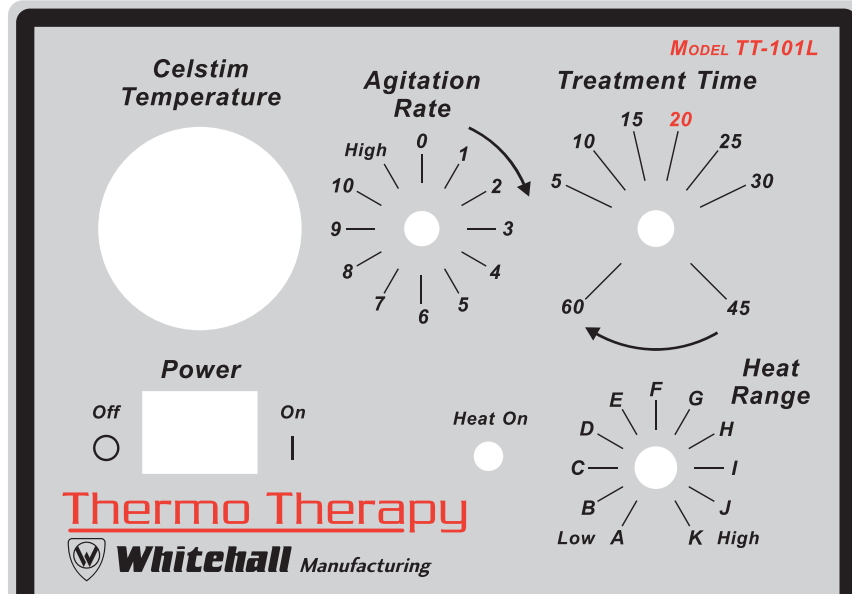 MODEL TT-101L
Celstim
Temperature
Agitation
Rate
High 0 1 2 3 4 5 6 7 8 9 10
Treatment Time
5 10 15 20 25 30 45 60
Power
Off
On
Heat On
Heat
Range
Low A B C D E F G H I J K High
Thermo Therapy
W
Whitehall Manufacturing